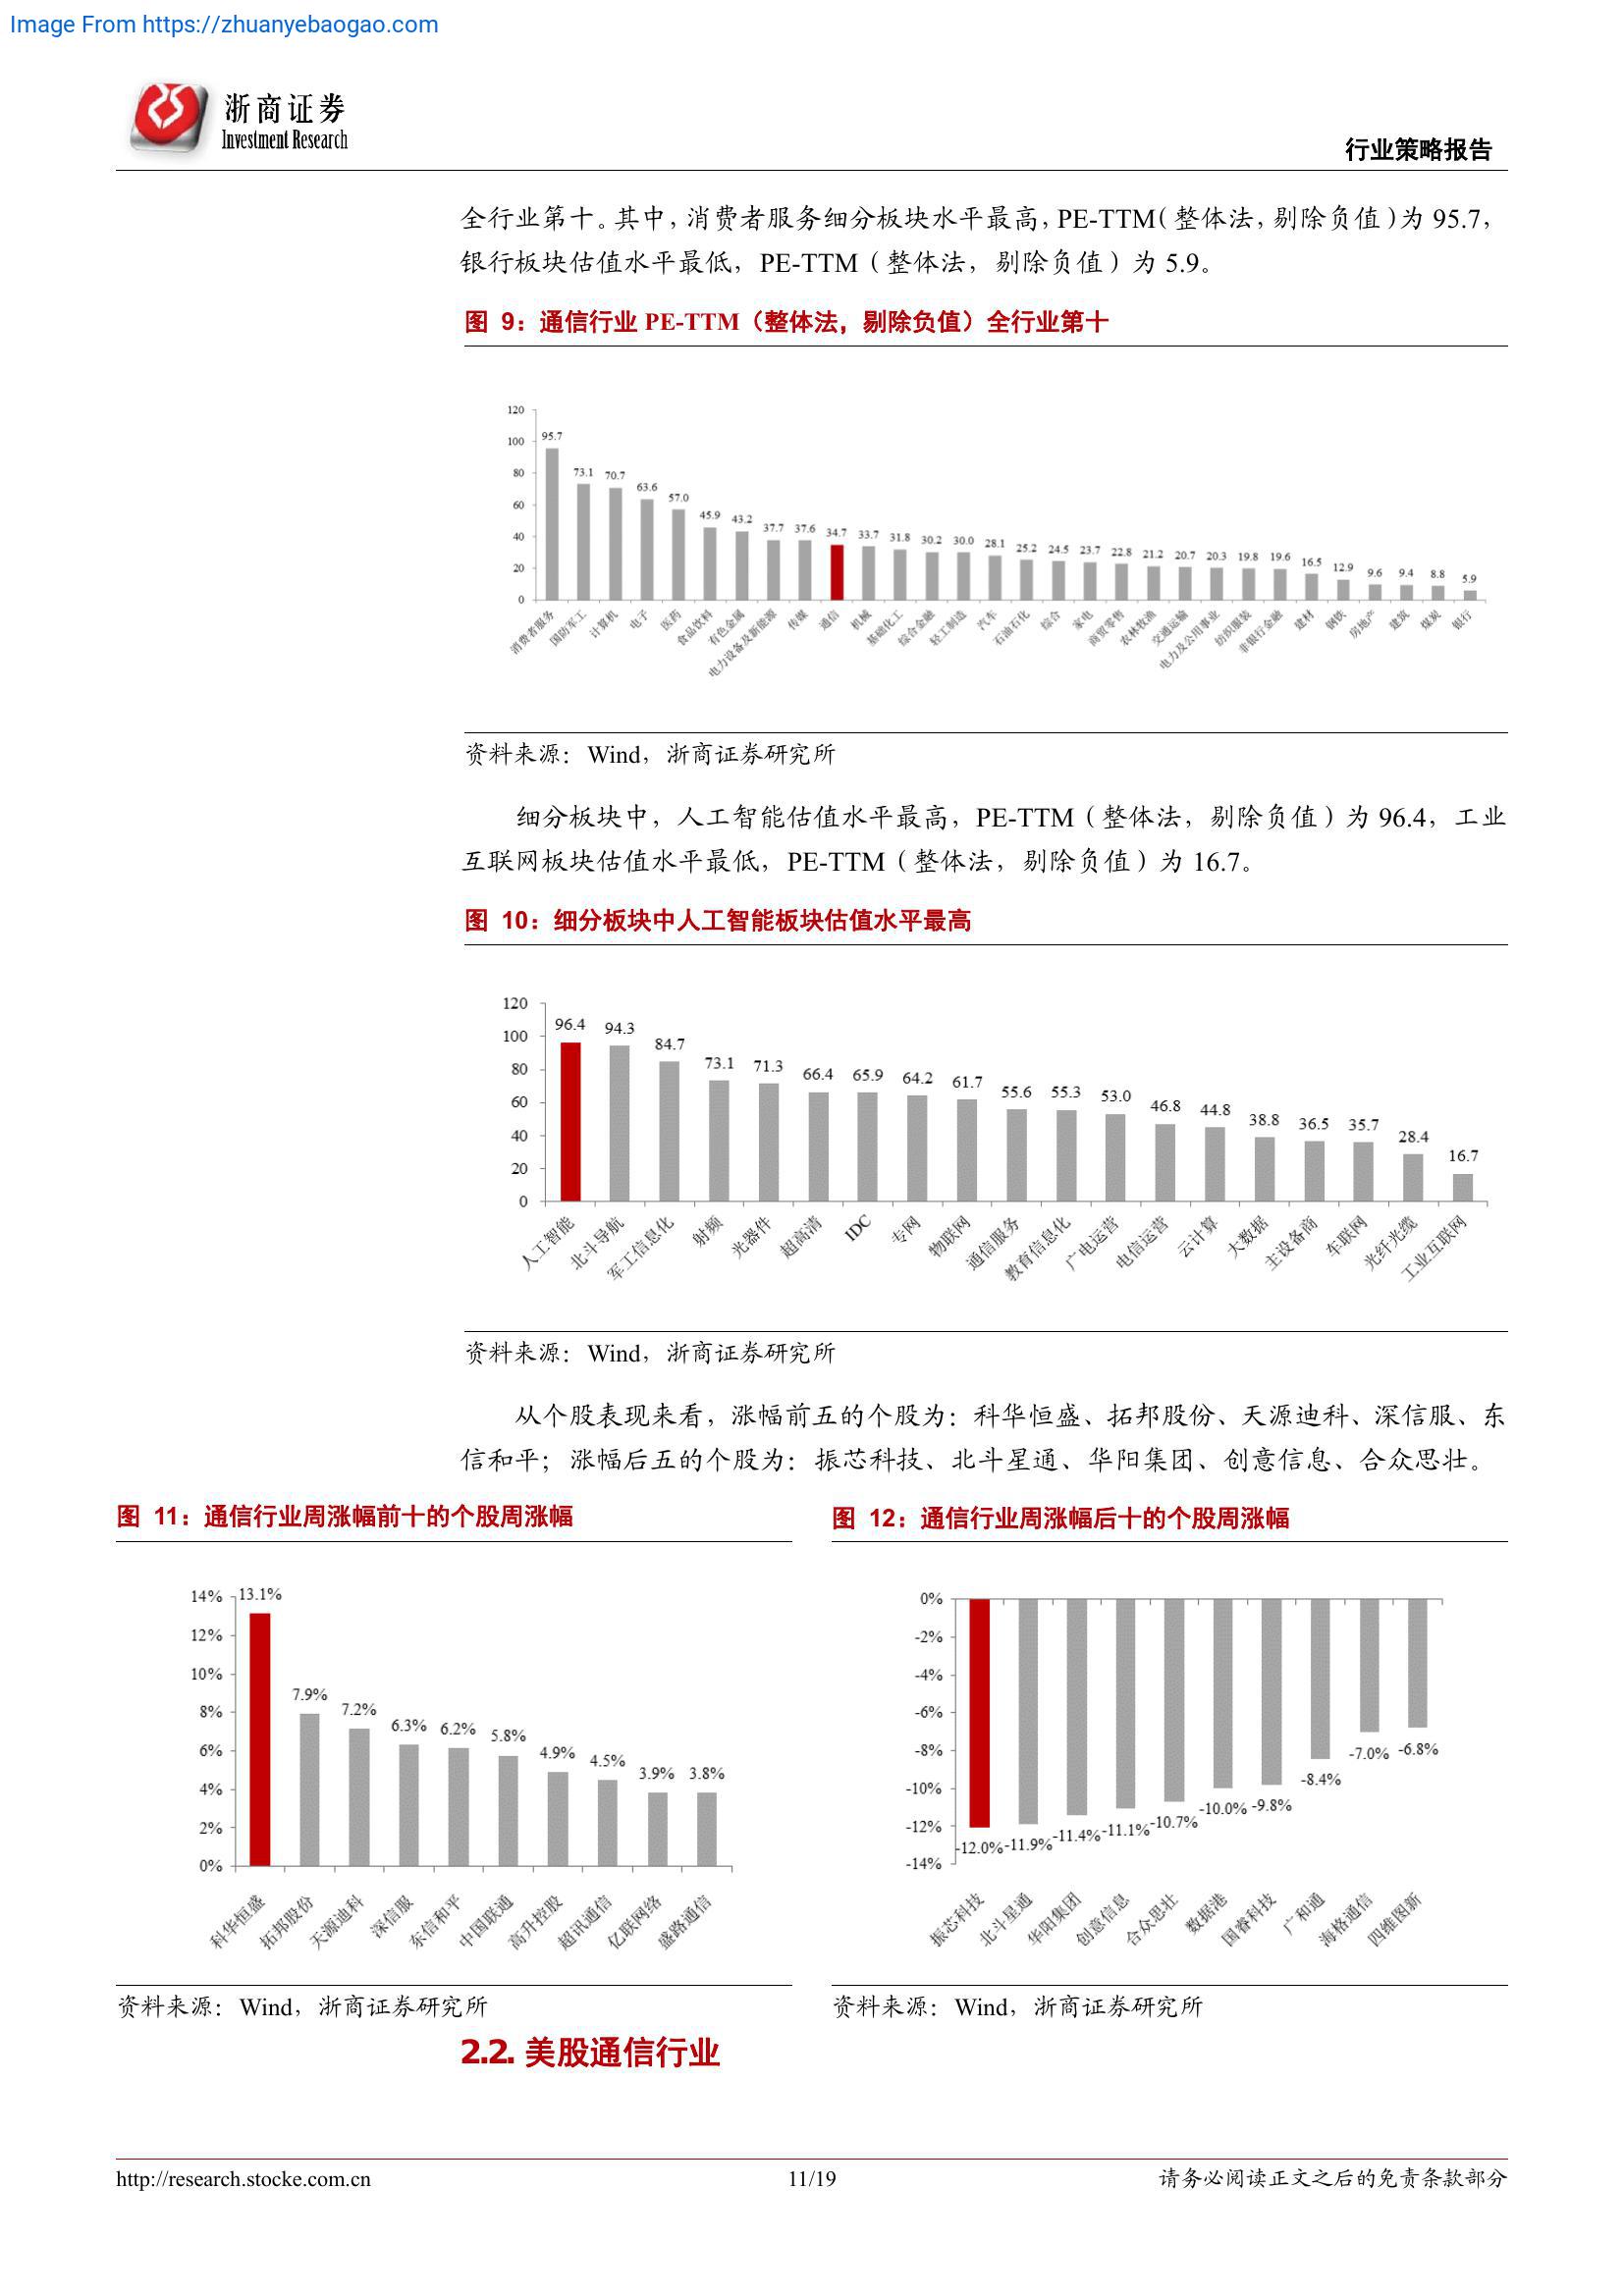 Image From https://zhuanyebaogao.com
浙商证券
Investment Research
行业策略报告
全行业第十。其中，消费者服务细分板块水平最高，PE-TTM（整体法，剔除负值）为 95.7，
银行板块估值水平最低，PE-TTM（整体法，剔除负值）为 5.9。
图 9：通信行业 PE-TTM（整体法，剔除负值）全行业第十
120
100
80
60
40
20
0
95.7 73.1 70.7 63.6 57.0 45.9 43.2 37.7 37.6 34.7 33.7 31.8 30.2 30.0 28.1 25.2 24.5 23.7 22.8 21.2 20.7 20.3 19.8 19.6 16.5 12.9 9.6 9.4 8.8 5.9
消费者服务 国防军工 计算机 电子 医药 食品饮料 有色金属 电力设备及新能源 传媒 通信 机械 基础化工 综合金融 轻工制造 汽车 石油石化 综合 家电 商贸零售 农林牧渔 交通运输 电力及公用事业 纺织服装 非银行金融 建材 钢铁 房地产 建筑 煤炭 银行
资料来源：Wind，浙商证券研究所
细分板块中，人工智能估值水平最高，PE-TTM（整体法，剔除负值）为 96.4，工业
互联网板块估值水平最低，PE-TTM（整体法，剔除负值）为 16.7。
图 10：细分板块中人工智能板块估值水平最高
120
100
80
60
40
20
0
96.4 94.3 84.7 73.1 71.3 66.4 65.9 64.2 61.7 55.6 55.3 53.0 46.8 44.8 38.8 36.5 35.7 28.4 16.7
人工智能 北斗导航 军工信息化 射频 光器件 超高清 IDC 专网 物联网 通信服务 教育信息化 广电运营 电信运营 云计算 大数据 主设备商 车联网 光纤光缆 工业互联网
资料来源：Wind，浙商证券研究所
从个股表现来看，涨幅前五的个股为：科华恒盛、拓邦股份、天源迪科、深信服、东
信和平；涨幅后五的个股为：振芯科技、北斗星通、华阳集团、创意信息、合众思壮。
图 11：通信行业周涨幅前十的个股周涨幅
14%
12%
10%
8%
6%
4%
2%
0%
13.1% 7.9% 7.2% 6.3% 6.2% 5.8% 4.9% 4.5% 3.9% 3.8%
科华恒盛 拓邦股份 天源迪科 深信服 东信和平 中国联通 高升控股 超讯通信 亿联网络 盛路通信
资料来源：Wind，浙商证券研究所
图 12：通信行业周涨幅后十的个股周涨幅
0%
-2%
-4%
-6%
-8%
-10%
-12%
-14%
-12.0% -11.9% -11.4% -11.1% -10.7% -10.0% -9.8% -8.4% -7.0% -6.8%
振芯科技 北斗星通 华阳集团 创意信息 合众思壮 数据港 国睿科技 广和通 海格通信 四维图新
资料来源：Wind，浙商证券研究所
2.2. 美股通信行业
http://research.stocke.com.cn
11/19
请务必阅读正文之后的免责条款部分